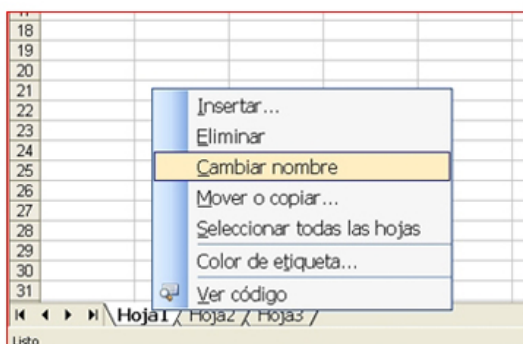 18
19
20
21
22
23
24
25
26
27
28
29
30
31
Insertar...
Eliminar
Cambiar nombre
Mover o copiar...
Seleccionar todas las hojas
Color de etiqueta...
Ver código
Hoja1 / Hoja2 / Hoja3 /
Listo